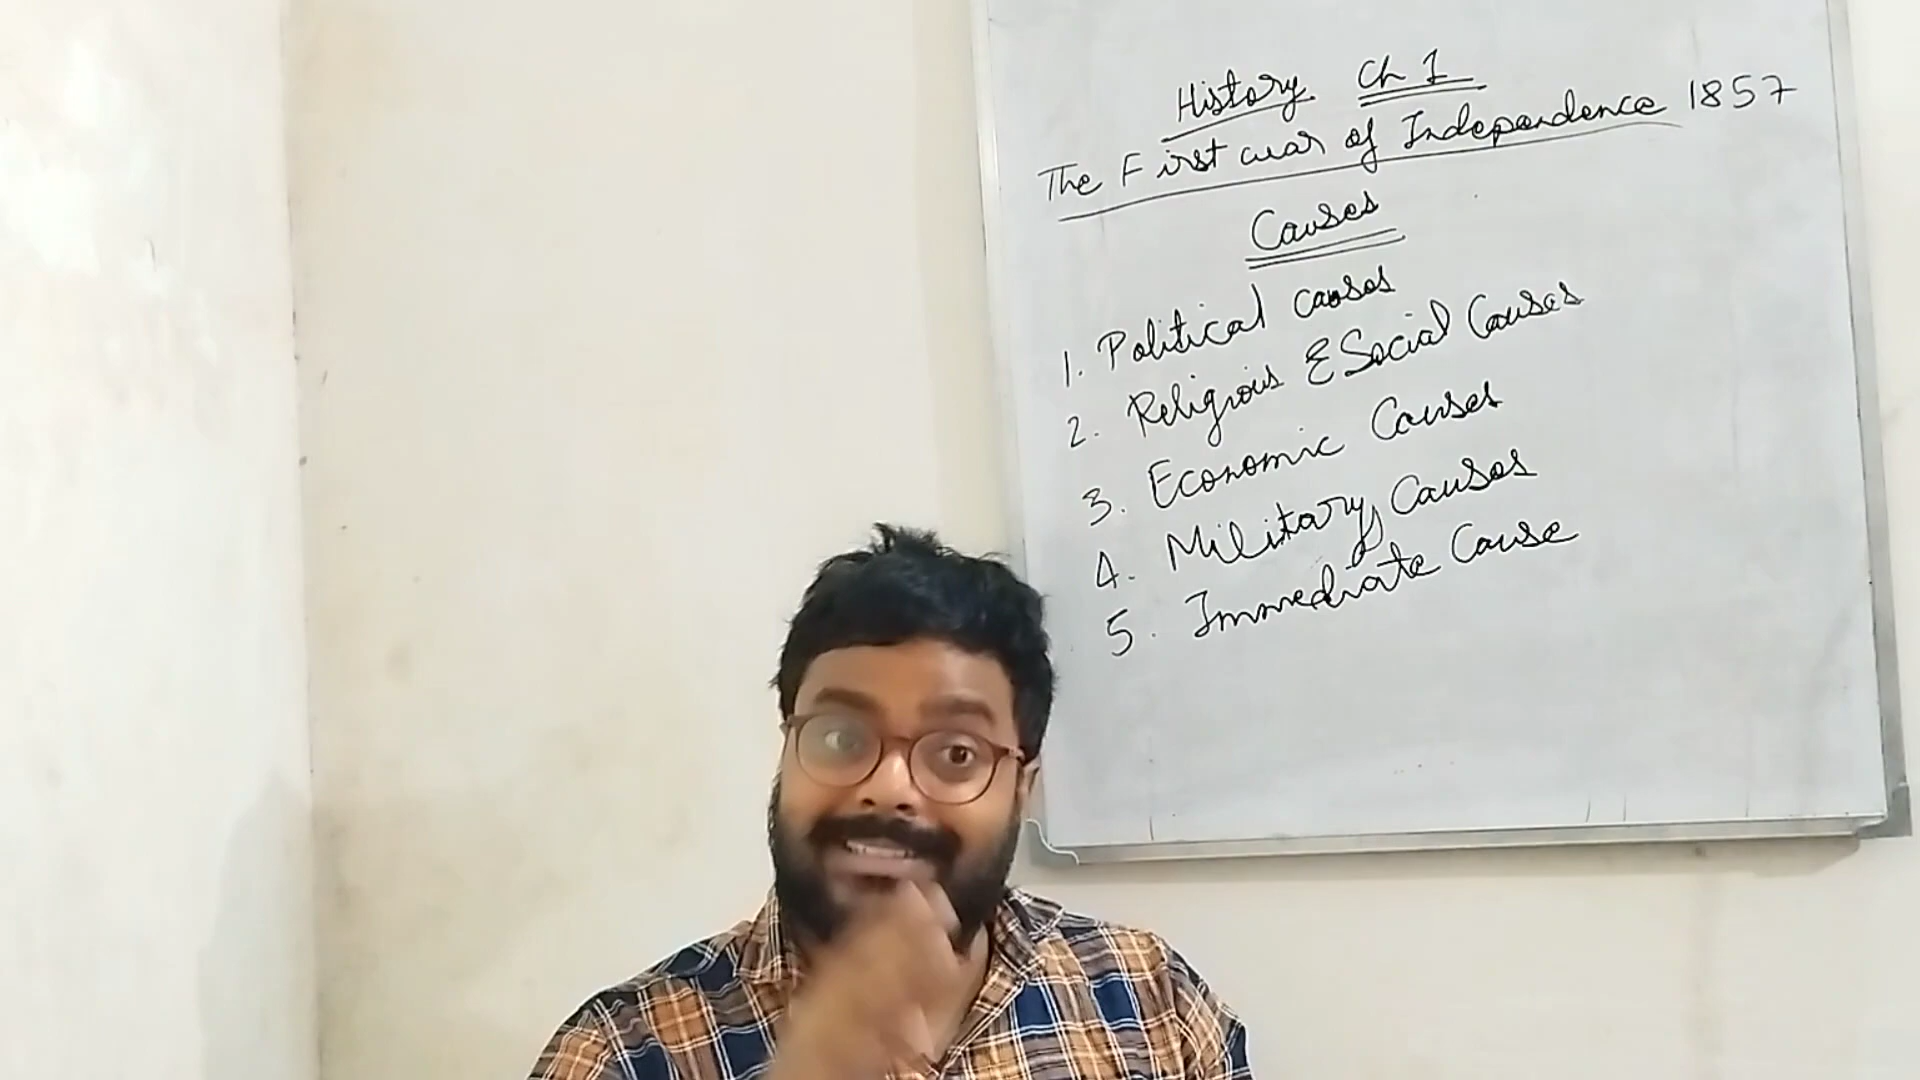 History Ch 1
The First war of Independence 1857
Causes
1. Political causes
2. Religious & Social Causes
3. Economic Causes
4. Military Causes
5. Immediate Cause